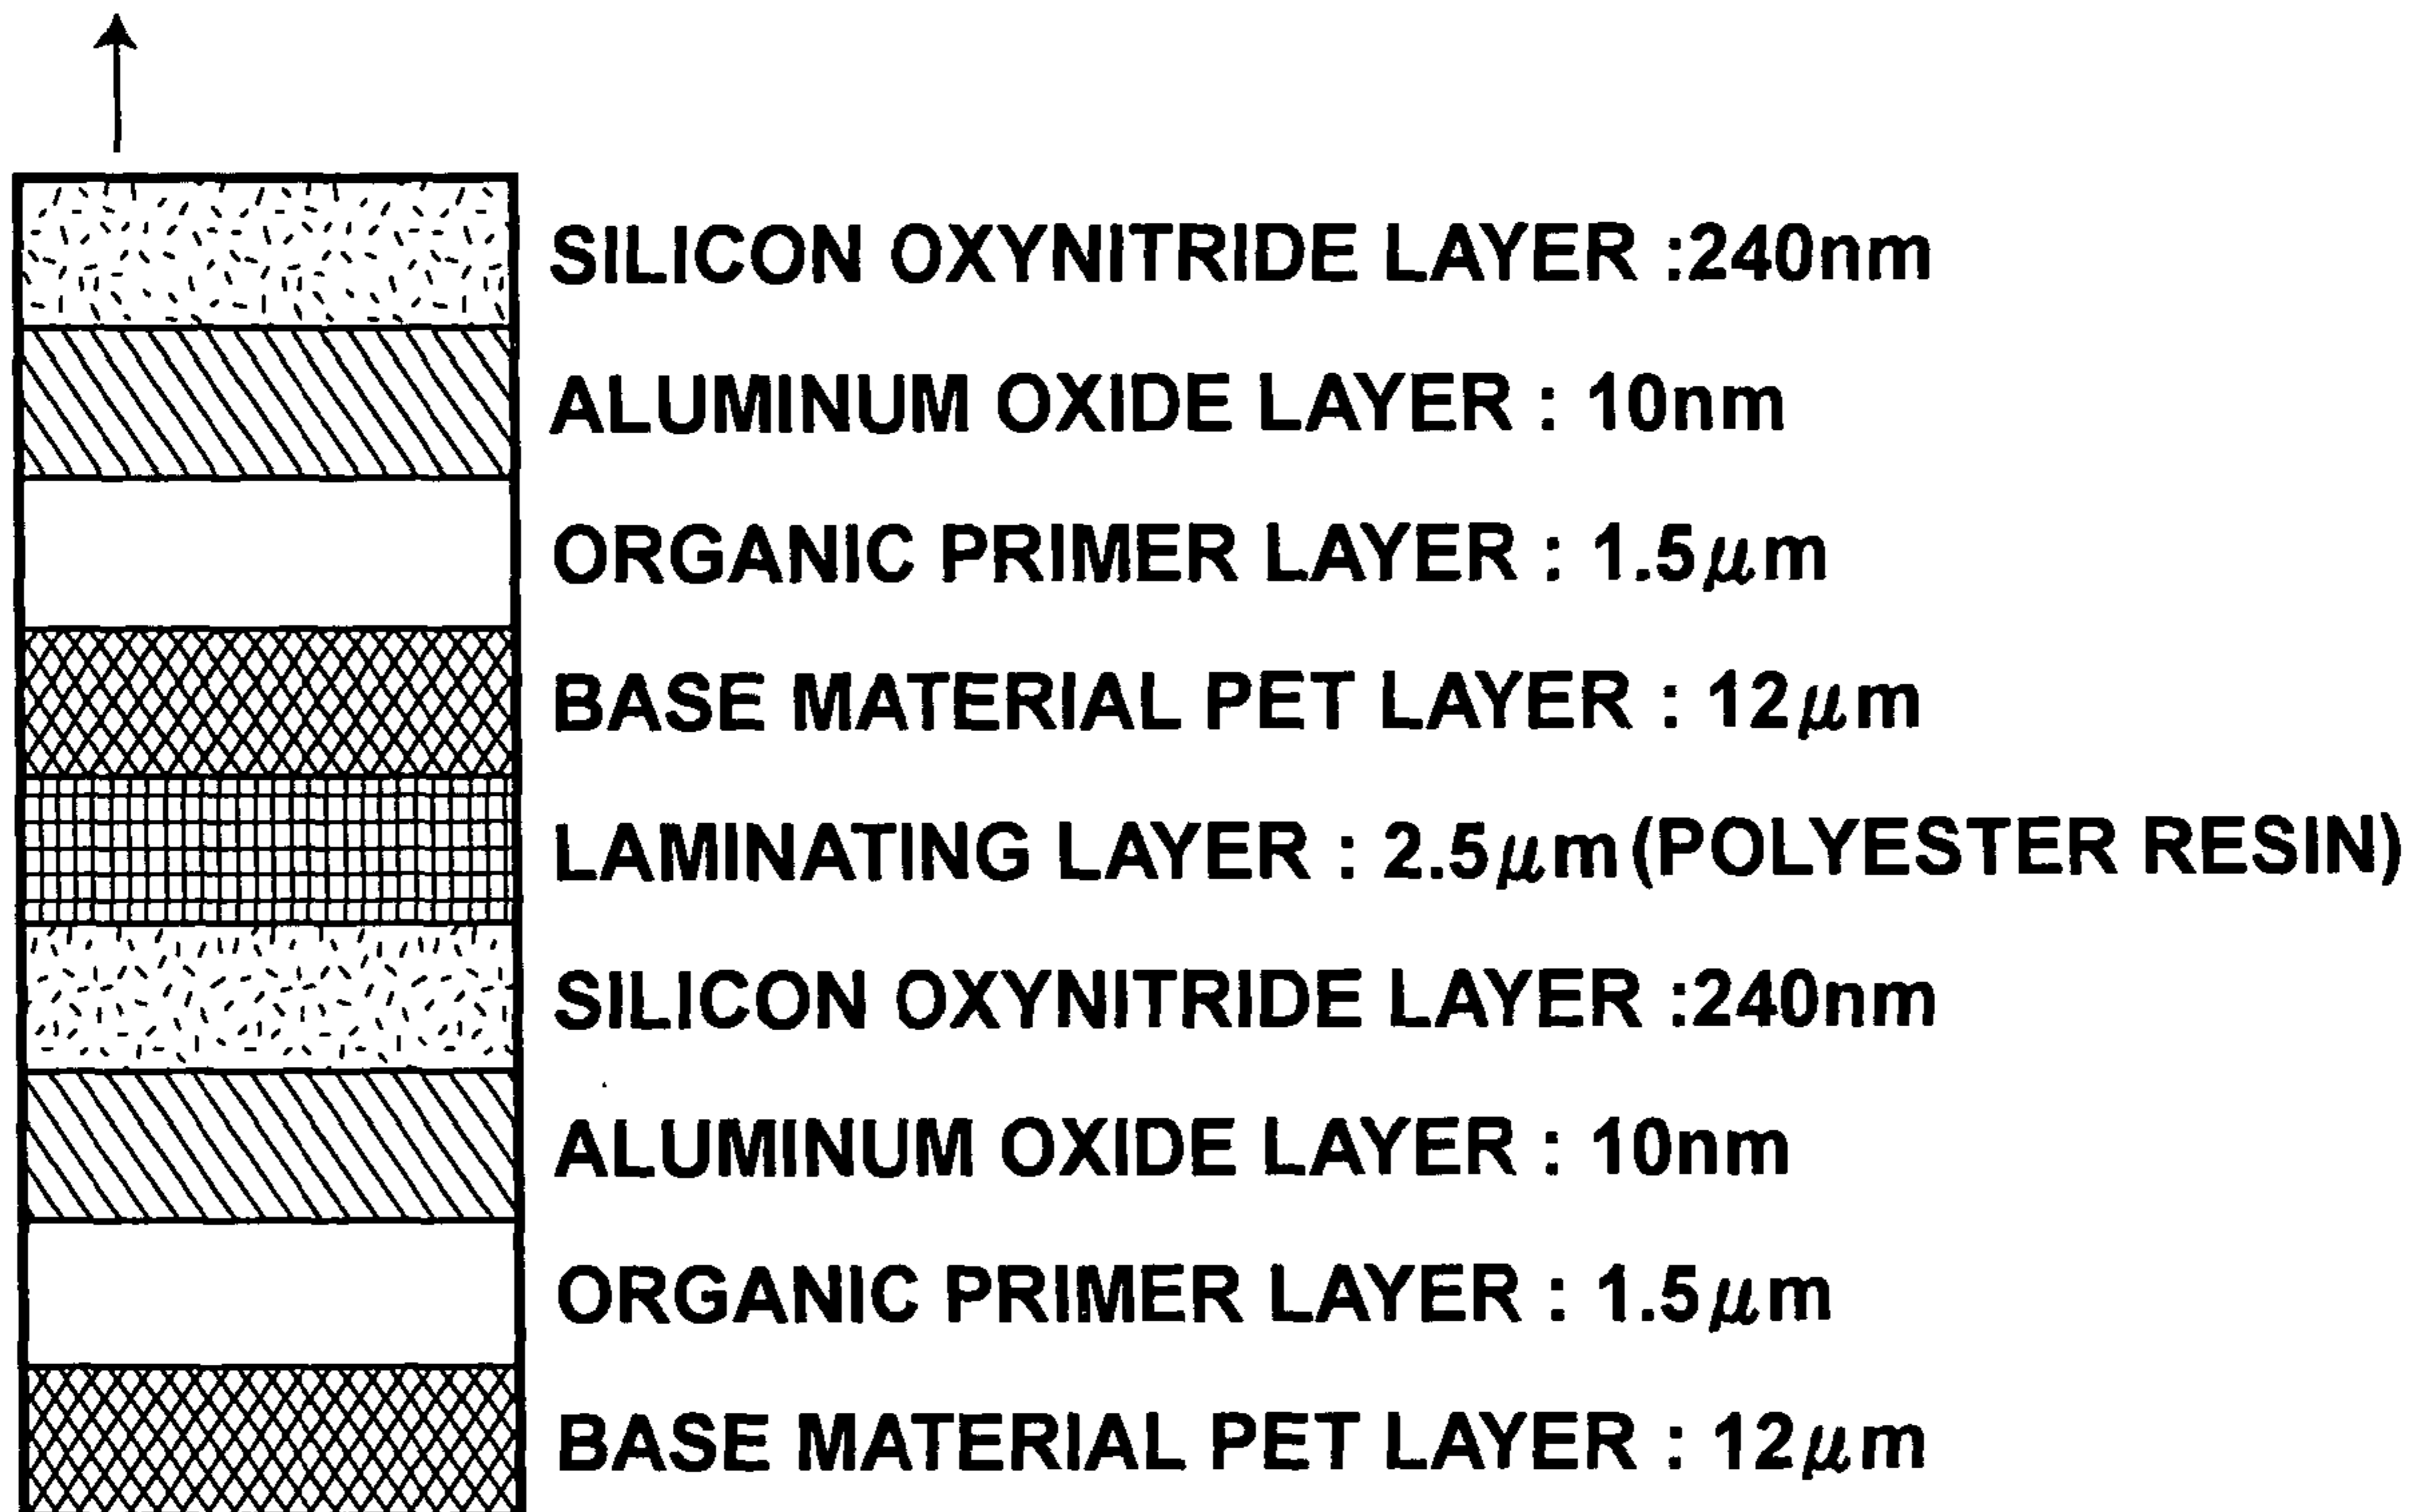 SILICON OXYNITRIDE LAYER :240nm
ALUMINUM OXIDE LAYER : 10nm
ORGANIC PRIMER LAYER : 1.5μm
BASE MATERIAL PET LAYER : 12μm
LAMINATING LAYER : 2.5μm(POLYESTER RESIN)
SILICON OXYNITRIDE LAYER :240nm
ALUMINUM OXIDE LAYER : 10nm
ORGANIC PRIMER LAYER : 1.5μm
BASE MATERIAL PET LAYER : 12μm